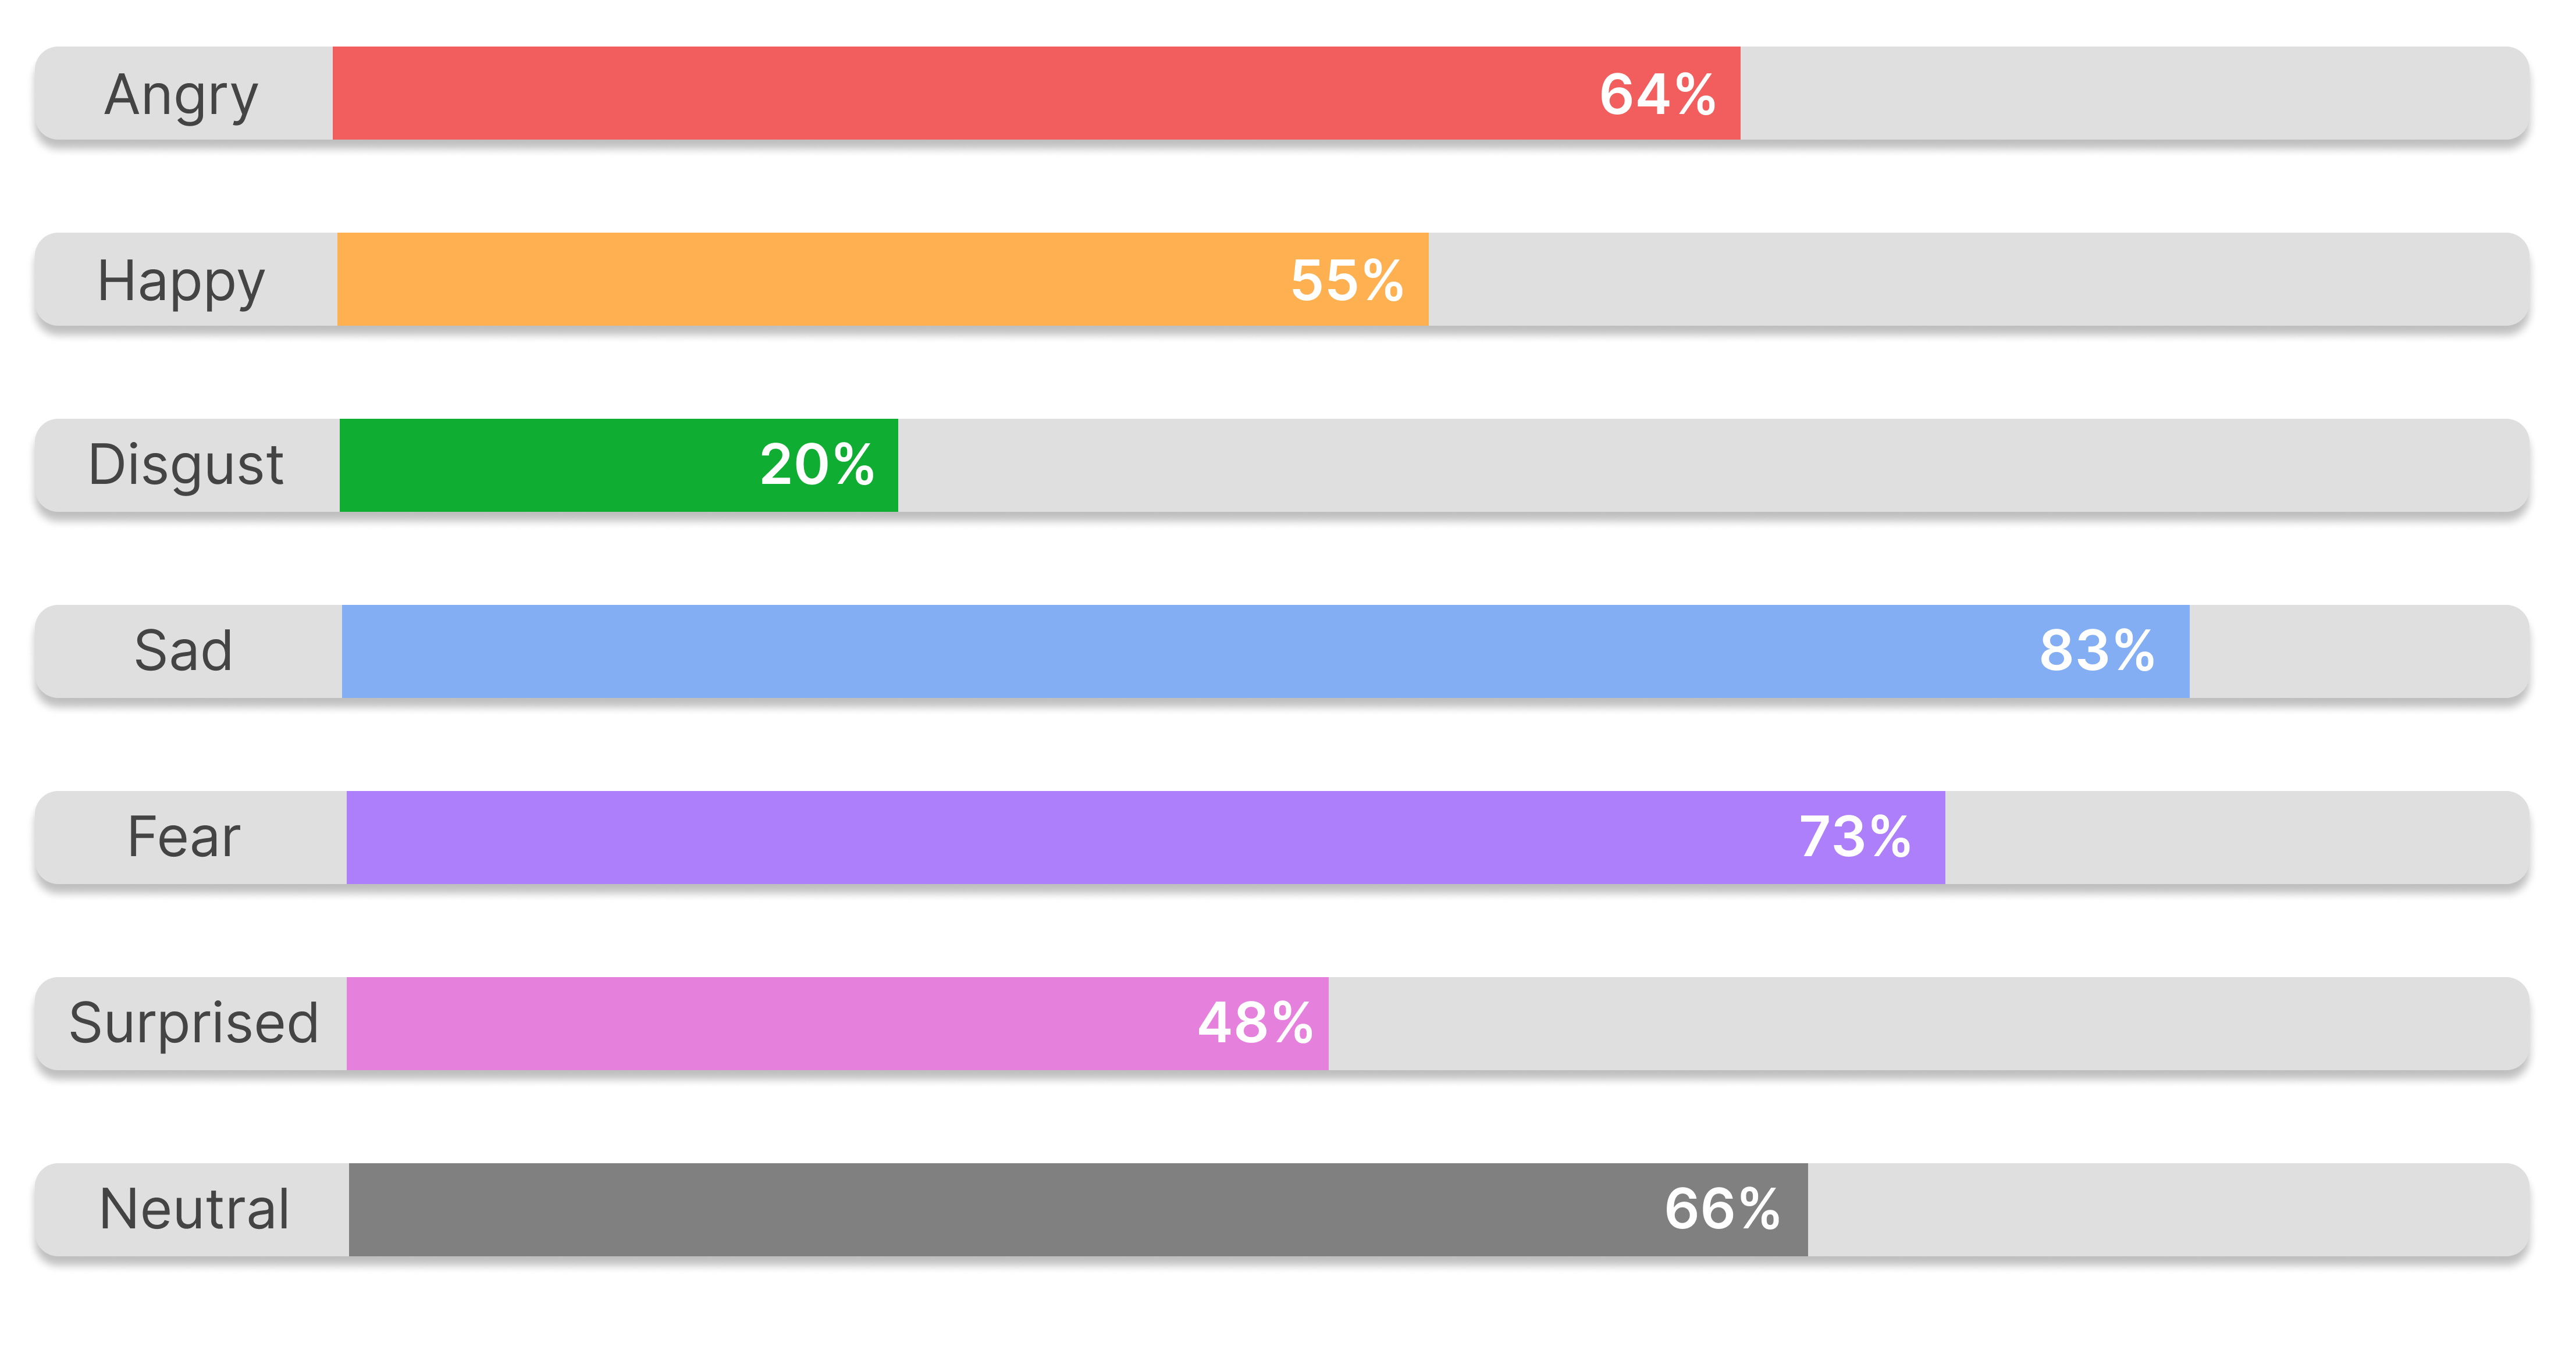 Angry 64%
Happy 55%
Disgust 20%
Sad 83%
Fear 73%
Surprised 48%
Neutral 66%